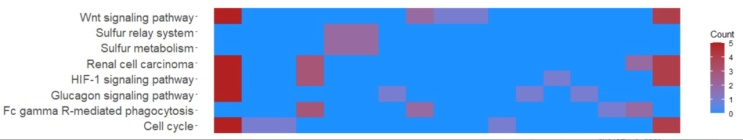 Wnt signaling pathway
Sulfur relay system
Sulfur metabolism
Renal cell carcinoma
HIF-1 signaling pathway
Glucagon signaling pathway
Fc gamma R-mediated phagocytosis
Cell cycle
Count
5
4
3
2
1
0